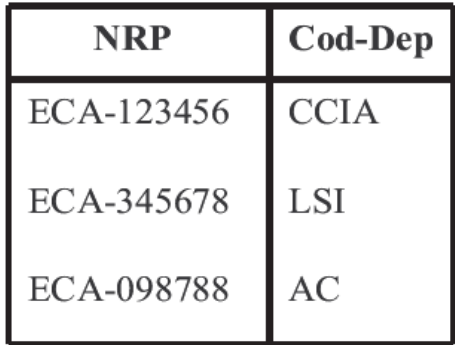 NRP Cod-Dep
ECA-123456 CCIA
ECA-345678 LSI
ECA-098788 AC